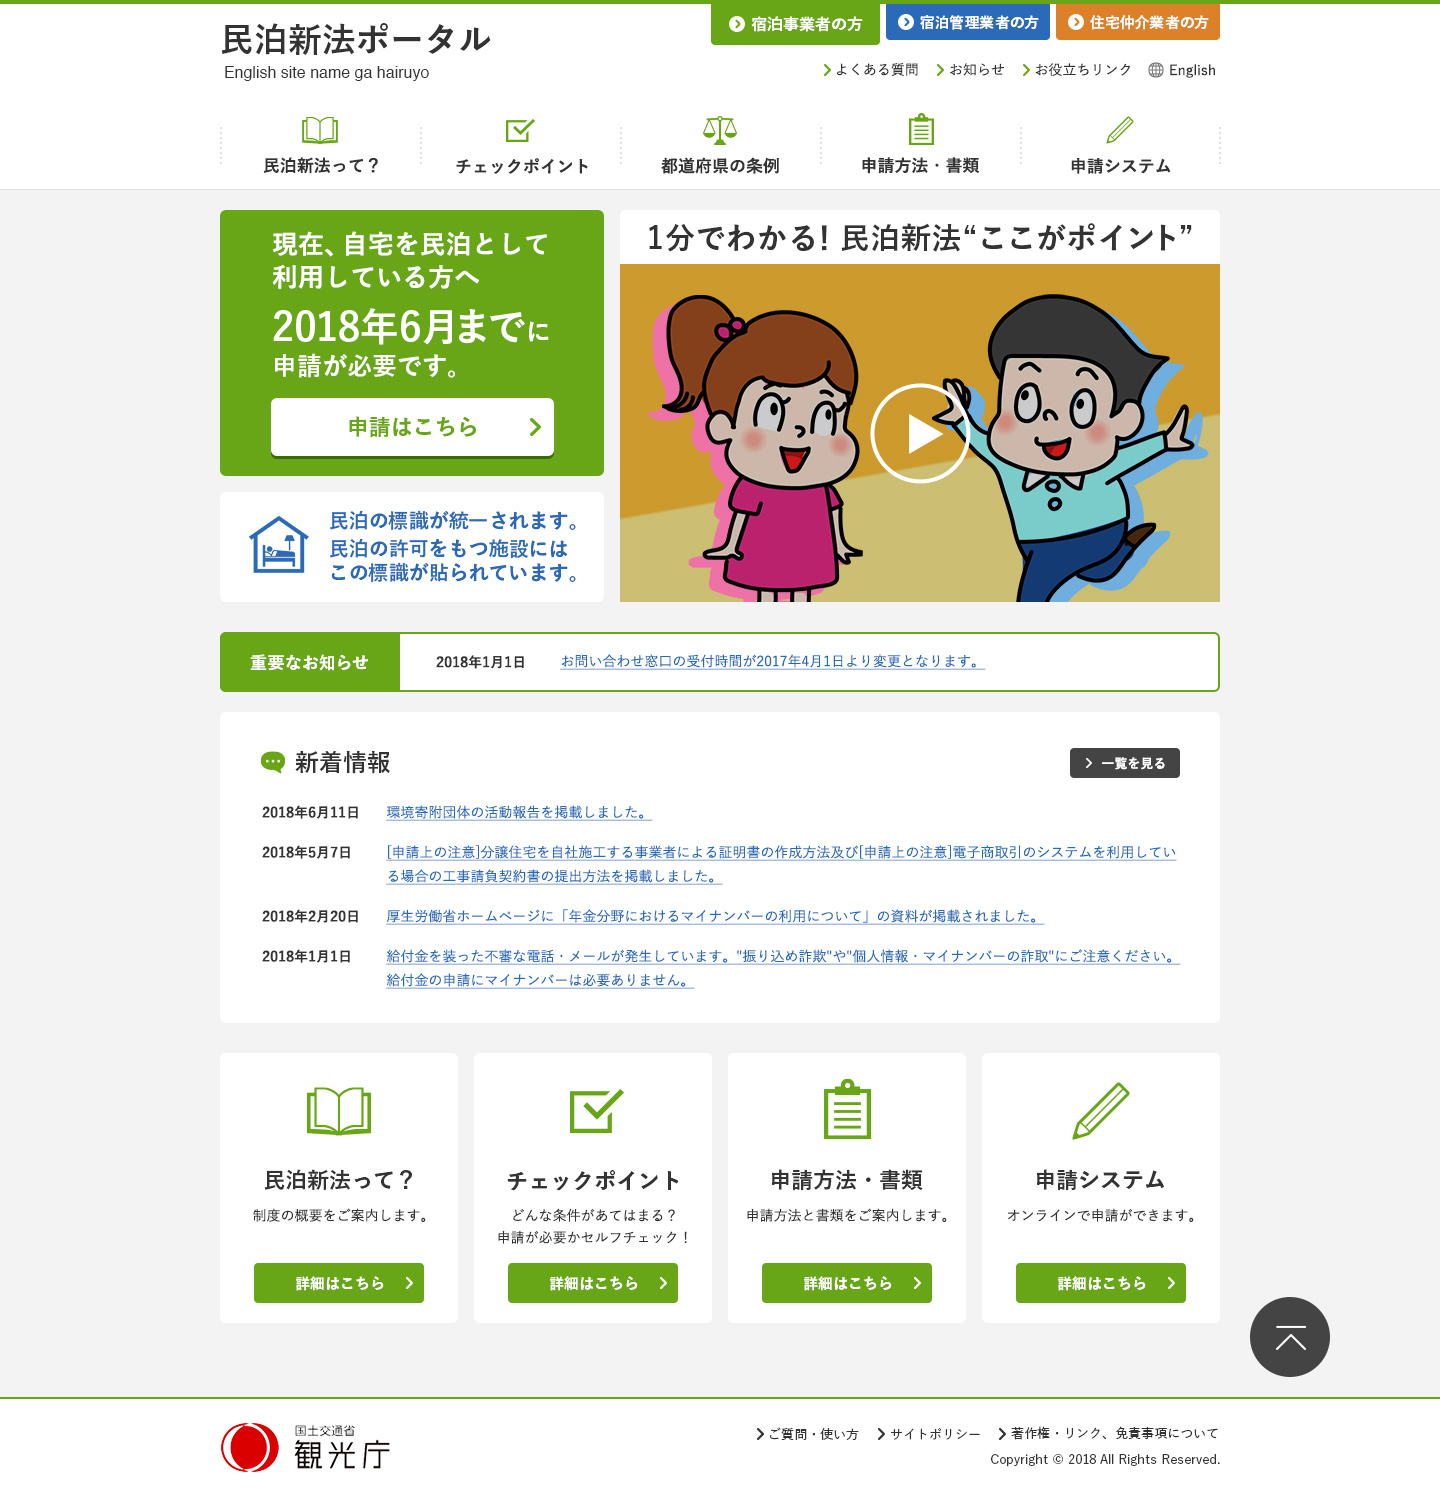 民泊新法ポータル
English site name ga hairuyo
宿泊事業者の方
宿泊管理業者の方
住宅仲介業者の方
よくある質問
お知らせ
お役立ちリンク
English
民泊新法って？
チェックポイント
都道府県の条例
申請方法・書類
申請システム
現在、自宅を民泊として
利用している方へ
2018年6月までに
申請が必要です。
申請はこちら
民泊の標識が統一されます。
民泊の許可をもつ施設には
この標識が貼られています。
1分でわかる！民泊新法“ここがポイント”
重要なお知らせ
2018年1月1日
お問い合わせ窓口の受付時間が2017年4月1日より変更となります。
新着情報
一覧を見る
2018年6月11日
環境寄附団体の活動報告を掲載しました。
2018年5月7日
[申請上の注意]分譲住宅を自社施工する事業者による証明書の作成方法及び[申請上の注意]電子商取引のシステムを利用してい
る場合の工事請負契約書の提出方法を掲載しました。
2018年2月20日
厚生労働省ホームページに「年金分野におけるマイナンバーの利用について」の資料が掲載されました。
2018年1月1日
給付金を装った不審な電話・メールが発生しています。"振り込め詐欺"や"個人情報・マイナンバーの詐取"にご注意ください。
給付金の申請にマイナンバーは必要ありません。
民泊新法って？
制度の概要をご案内します。
詳細はこちら
チェックポイント
どんな条件があてはまる？
申請が必要かセルフチェック！
詳細はこちら
申請方法・書類
申請方法と書類をご案内します。
詳細はこちら
申請システム
オンラインで申請ができます。
詳細はこちら
国土交通省
観光庁
ご質問・使い方
サイトポリシー
著作権・リンク、免責事項について
Copyright © 2018 All Rights Reserved.